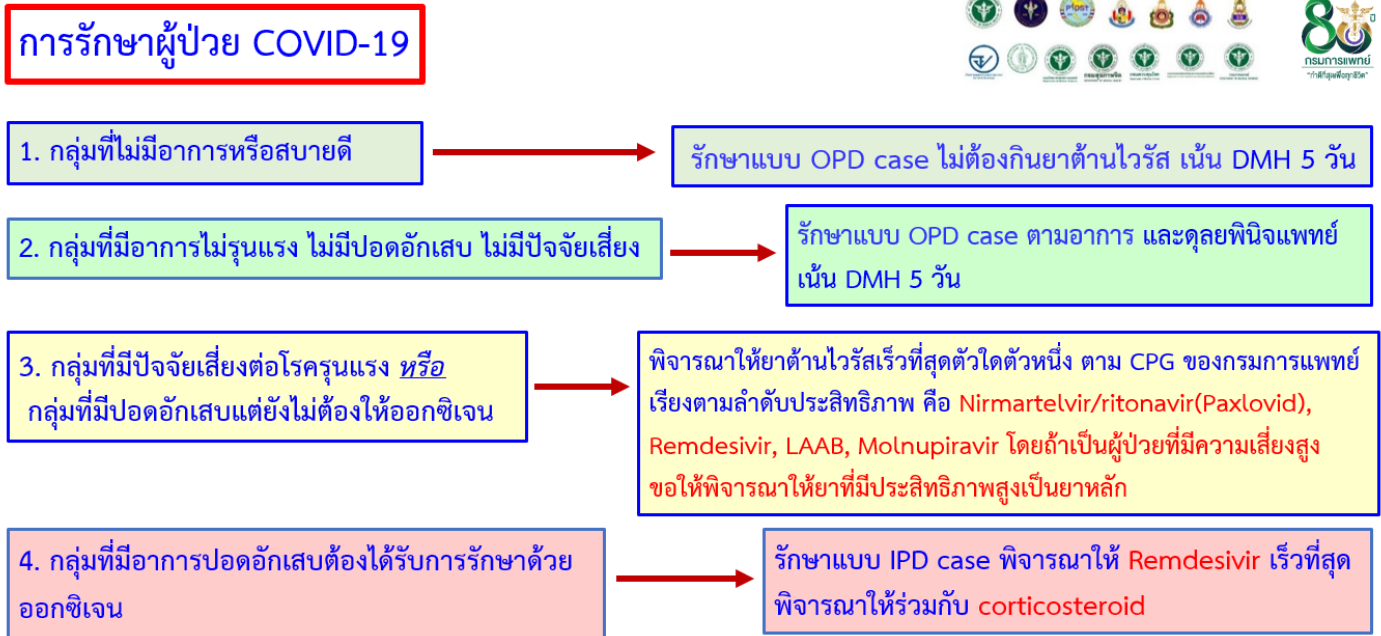 การรักษาผู้ป่วย COVID-19
กรมการแพทย์
"ทำดีที่สุดเพื่อทุกชีวิต"
1. กลุ่มที่ไม่มีอาการหรือสบายดี
รักษาแบบ OPD case ไม่ต้องกินยาต้านไวรัส เน้น DMH 5 วัน
2. กลุ่มที่มีอาการไม่รุนแรง ไม่มีปอดอักเสบ ไม่มีปัจจัยเสี่ยง
รักษาแบบ OPD case ตามอาการ และดุลยพินิจแพทย์
เน้น DMH 5 วัน
3. กลุ่มที่มีปัจจัยเสี่ยงต่อโรครุนแรง หรือ
กลุ่มที่มีปอดอักเสบแต่ยังไม่ต้องให้ออกซิเจน
พิจารณาให้ยาต้านไวรัสเร็วที่สุดตัวใดตัวหนึ่ง ตาม CPG ของกรมการแพทย์
เรียงตามลำดับประสิทธิภาพ คือ Nirmartelvir/ritonavir(Paxlovid),
Remdesivir, LAAB, Molnupiravir โดยถ้าเป็นผู้ป่วยที่มีความเสี่ยงสูง
ขอให้พิจารณาให้ยาที่มีประสิทธิภาพสูงเป็นยาหลัก
4. กลุ่มที่มีอาการปอดอักเสบต้องได้รับการรักษาด้วย
ออกซิเจน
รักษาแบบ IPD case พิจารณาให้ Remdesivir เร็วที่สุด
พิจารณาให้ร่วมกับ corticosteroid